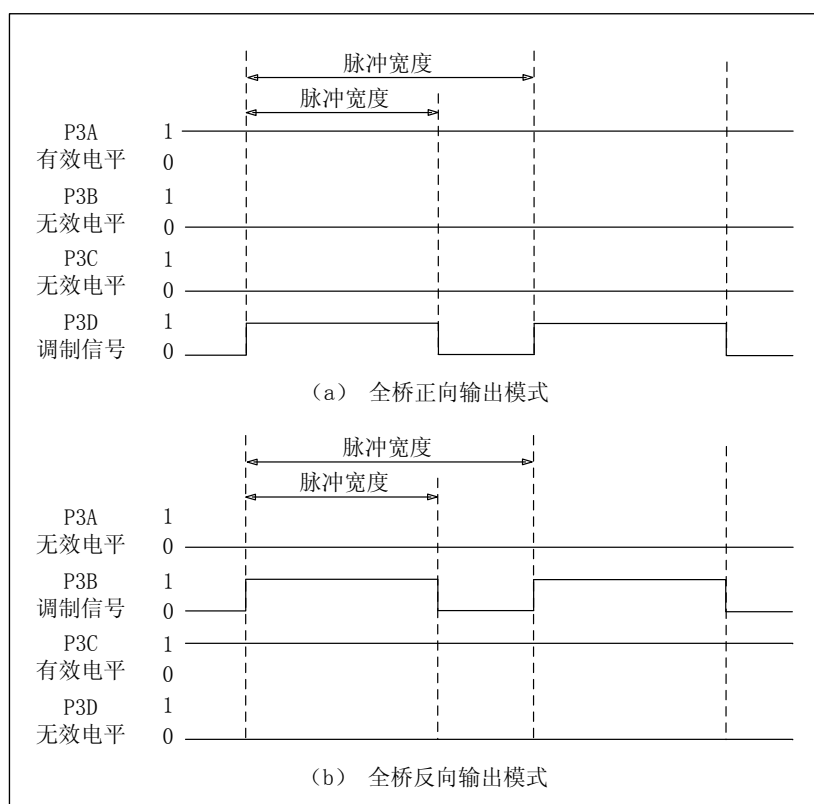 脉冲宽度
脉冲宽度
P3A 1
有效电平 0
P3B 1
无效电平 0
P3C 1
无效电平 0
P3D 1
调制信号 0
（a） 全桥正向输出模式
脉冲宽度
脉冲宽度
P3A 1
无效电平 0
P3B 1
调制信号 0
P3C 1
有效电平 0
P3D 1
无效电平 0
（b） 全桥反向输出模式